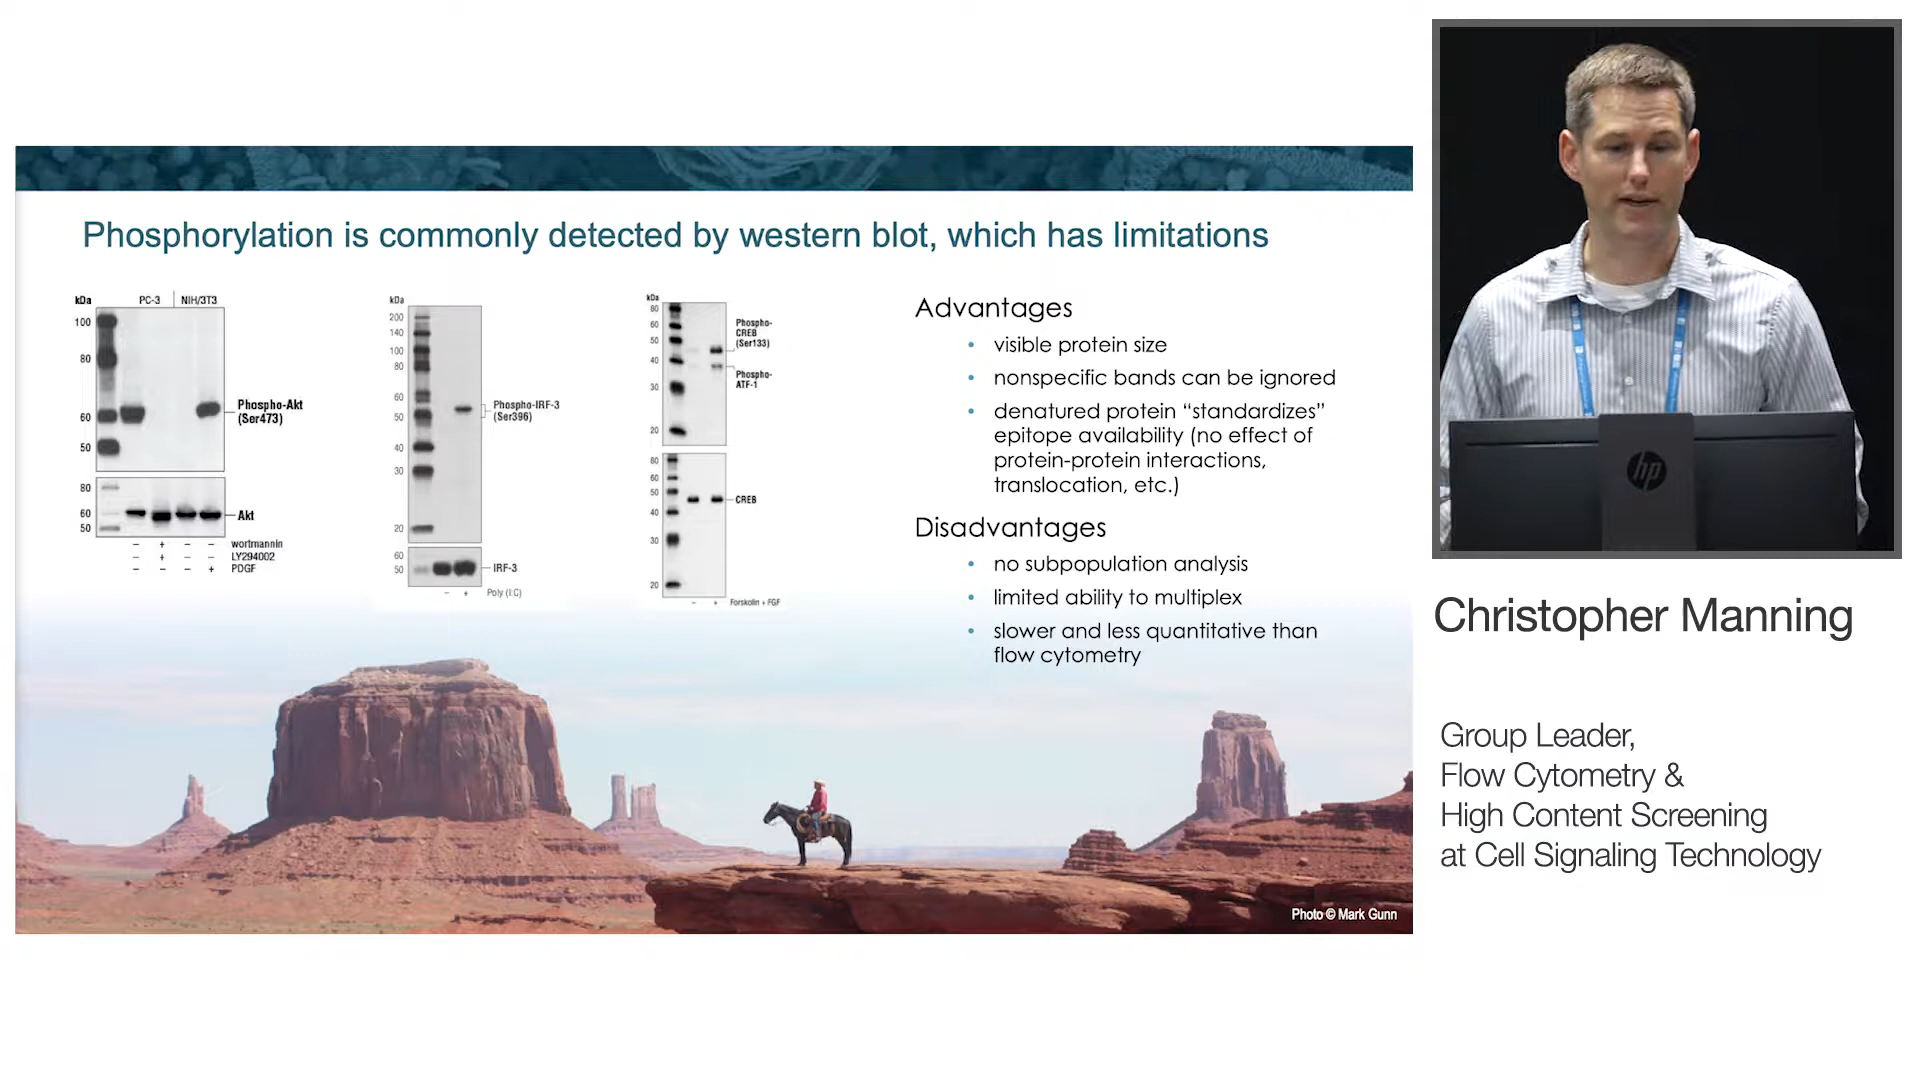 Phosphorylation is commonly detected by western blot, which has limitations
kDa
PC-3
NIH/3T3
100
80
60
50
Phospho-Akt
(Ser473)
80
60
50
Akt
– + – – wortmannin
– + – – LY294002
– – – + PDGF
kDa
200
140
100
80
60
50
40
30
20
Phospho-IRF-3
(Ser396)
60
50
IRF-3
– + Poly (I:C)
kDa
80
60
50
40
30
20
Phospho-
CREB
(Ser133)
Phospho-
ATF-1
80
60
50
40
30
20
CREB
– + Forskolin + FGF
Advantages
• visible protein size
• nonspecific bands can be ignored
• denatured protein “standardizes”
epitope availability (no effect of
protein-protein interactions,
translocation, etc.)
Disadvantages
• no subpopulation analysis
• limited ability to multiplex
• slower and less quantitative than
flow cytometry
Photo © Mark Gunn
hp
Christopher Manning
Group Leader,
Flow Cytometry &
High Content Screening
at Cell Signaling Technology